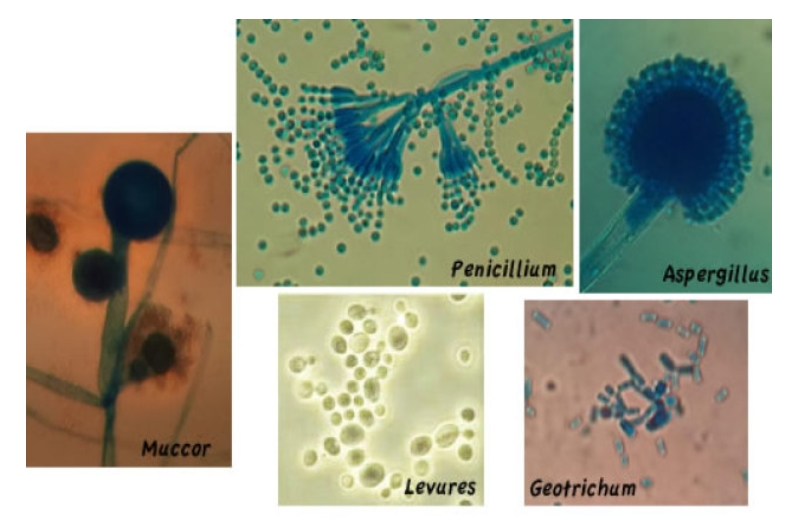 Penicillium
Aspergillus
Muccor
Levures
Geotrichum